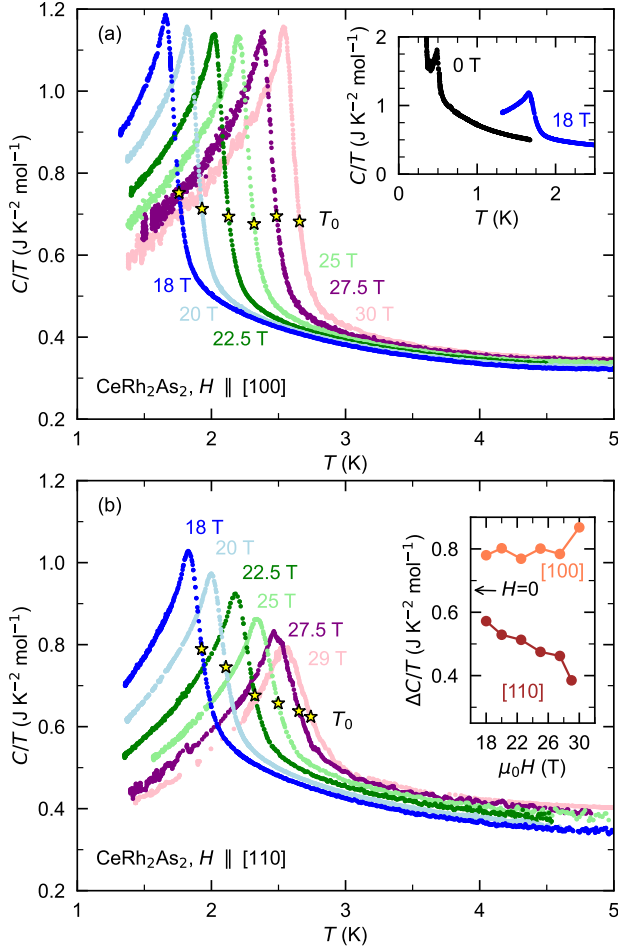 (a)
C/T (J K⁻² mol⁻¹)
1.2
1.0
0.8
0.6
0.4
0.2
1
2
3
4
5
T (K)
T₀
18 T
20 T
22.5 T
25 T
27.5 T
30 T
CeRh₂As₂, H ∥ [100]
C/T (J K⁻² mol⁻¹)
2
1
0
0 T
18 T
0
1
2
T (K)
(b)
C/T (J K⁻² mol⁻¹)
1.2
1.0
0.8
0.6
0.4
0.2
18 T
20 T
22.5 T
25 T
27.5 T
29 T
T₀
CeRh₂As₂, H ∥ [110]
1
2
3
4
5
T (K)
ΔC/T (J K⁻² mol⁻¹)
0.8
0.6
0.4
[100]
← H=0
[110]
18
22
26
30
μ₀H (T)